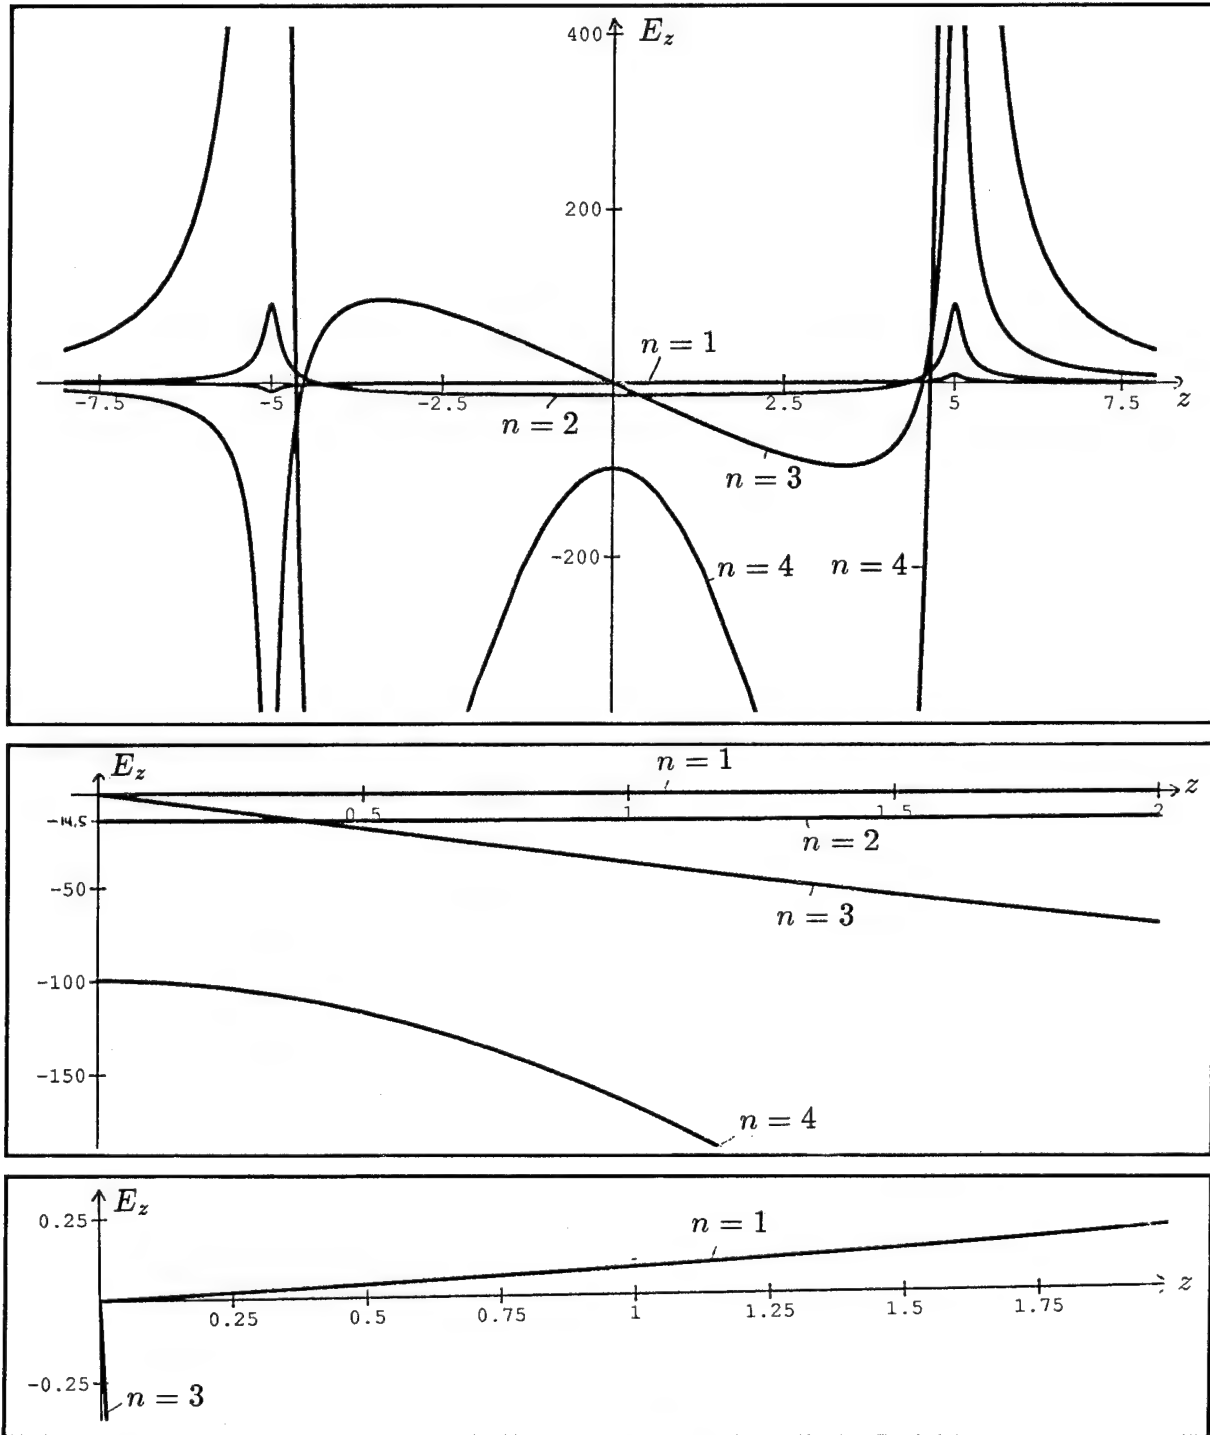 400 E_z
200
n = 1
-7.5 -5 -2.5 2.5 5 7.5 z
n = 2
n = 3
-200 n = 4 n = 4
E_z n = 1
z
0.5 1 1.5 2
-14.5
n = 2
-50
n = 3
-100
-150
n = 4
E_z
0.25 n = 1
z
0.25 0.5 0.75 1 1.25 1.5 1.75
-0.25 n = 3